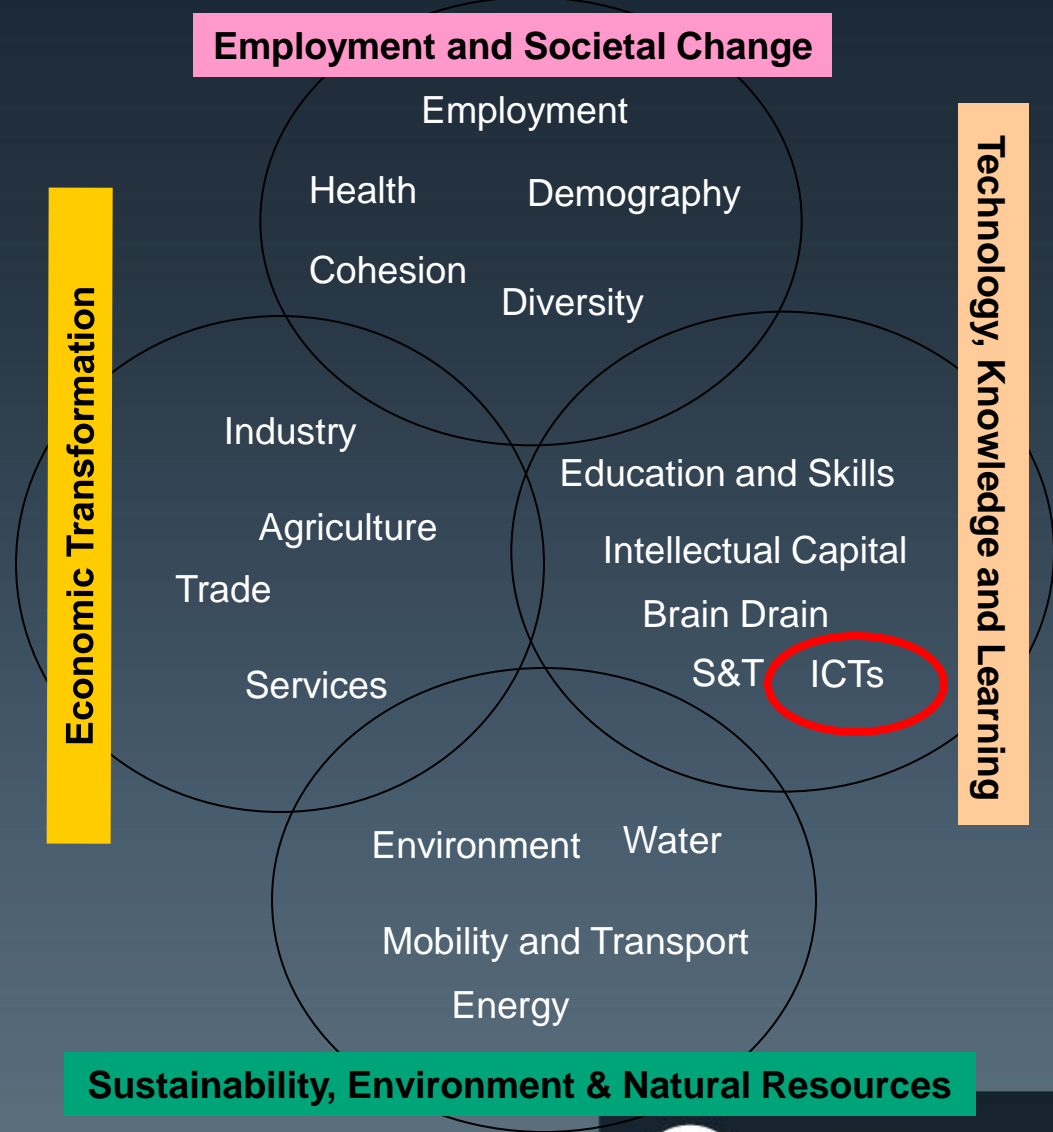 Employment and Societal Change
Employment
Health
Demography
Cohesion
Diversity
Economic Transformation
Industry
Agriculture
Trade
Services
Technology, Knowledge and Learning
Education and Skills
Intellectual Capital
Brain Drain
S&T
ICTs
Environment
Water
Mobility and Transport
Energy
Sustainability, Environment & Natural Resources